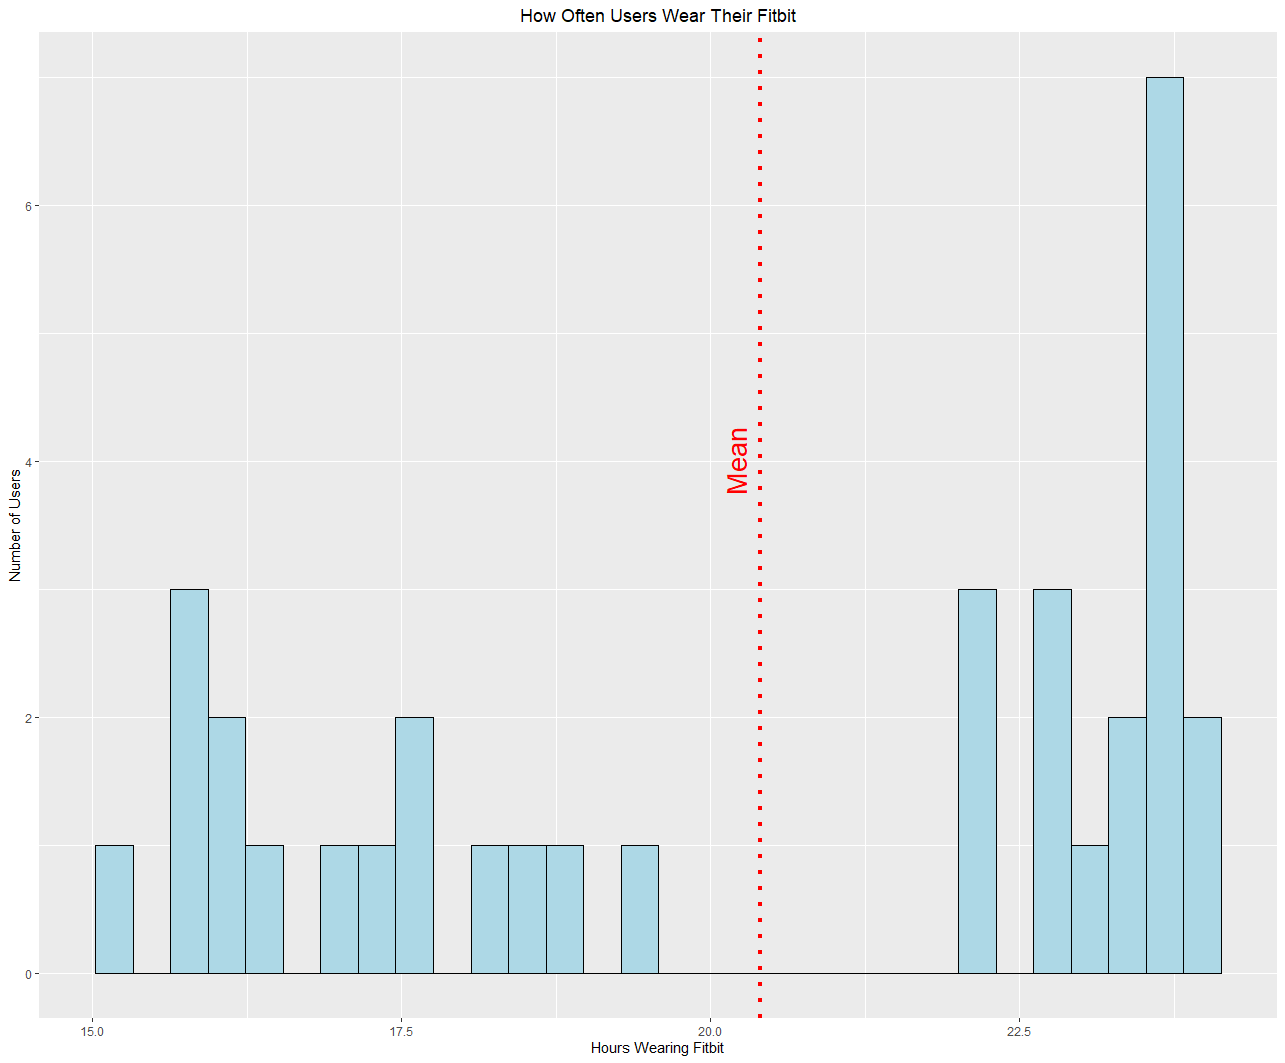 How Often Users Wear Their Fitbit
Number of Users
6
4
2
0
Mean
15.0
17.5
20.0
22.5
Hours Wearing Fitbit